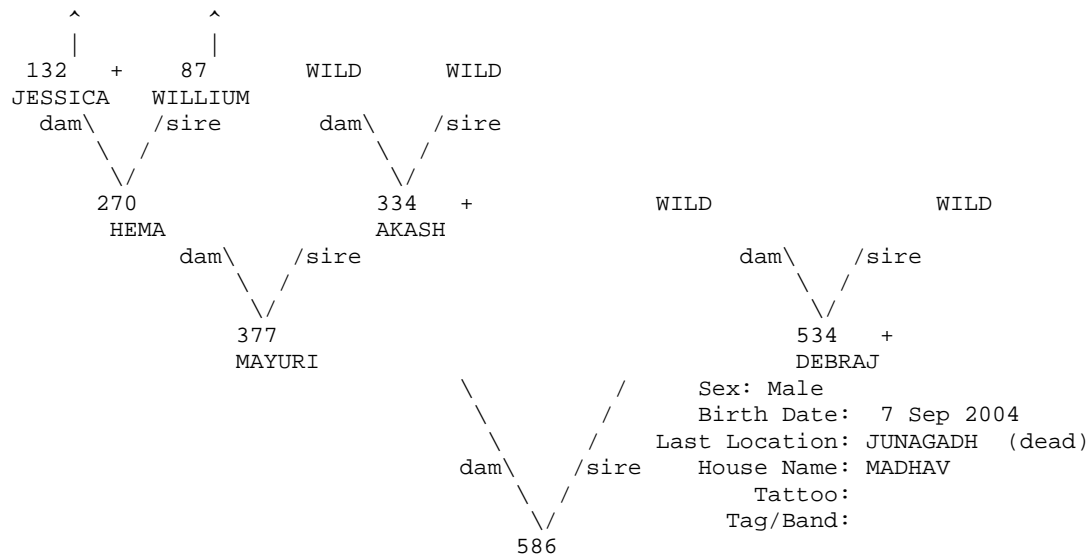 ^ ^
| |
132 + 87 WILD WILD
JESSICA WILLIUM
dam\ /sire dam\ /sire
\ / \ /
\ / \ /
\/ \/
270 334 + WILD WILD
HEMA AKASH
dam\ /sire dam\ /sire
\ / \ /
\ / \ /
\/ \/
377 534 +
MAYURI DEBRAJ
\ / Sex: Male
\ / Birth Date: 7 Sep 2004
\ / Last Location: JUNAGADH (dead)
dam\ /sire House Name: MADHAV
\ / Tattoo:
\/ Tag/Band:
586